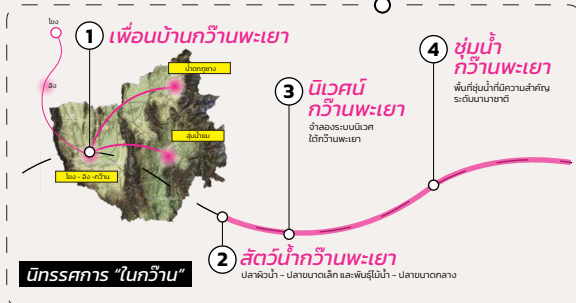 โขง
1 เพื่อนบ้านกว๊านพะเยา
น้ำตกภูซาง
อิง
ลุ่มน้ำยม
โขง - อิง -กว๊าน
2 สัตว์น้ำกว๊านพะเยา
ปลาผิวน้ำ - ปลาขนาดเล็ก และพันธุ์ไม้น้ำ - ปลาขนาดกลาง
3 นิเวศน์
กว๊านพะเยา
จำลองระบบนิเวศ
ใต้กว๊านพะเยา
4 ชุ่มน้ำ
กว๊านพะเยา
พื้นที่ชุ่มน้ำที่มีความสำคัญ
ระดับนานาชาติ
นิทรรศการ “ในกว๊าน”